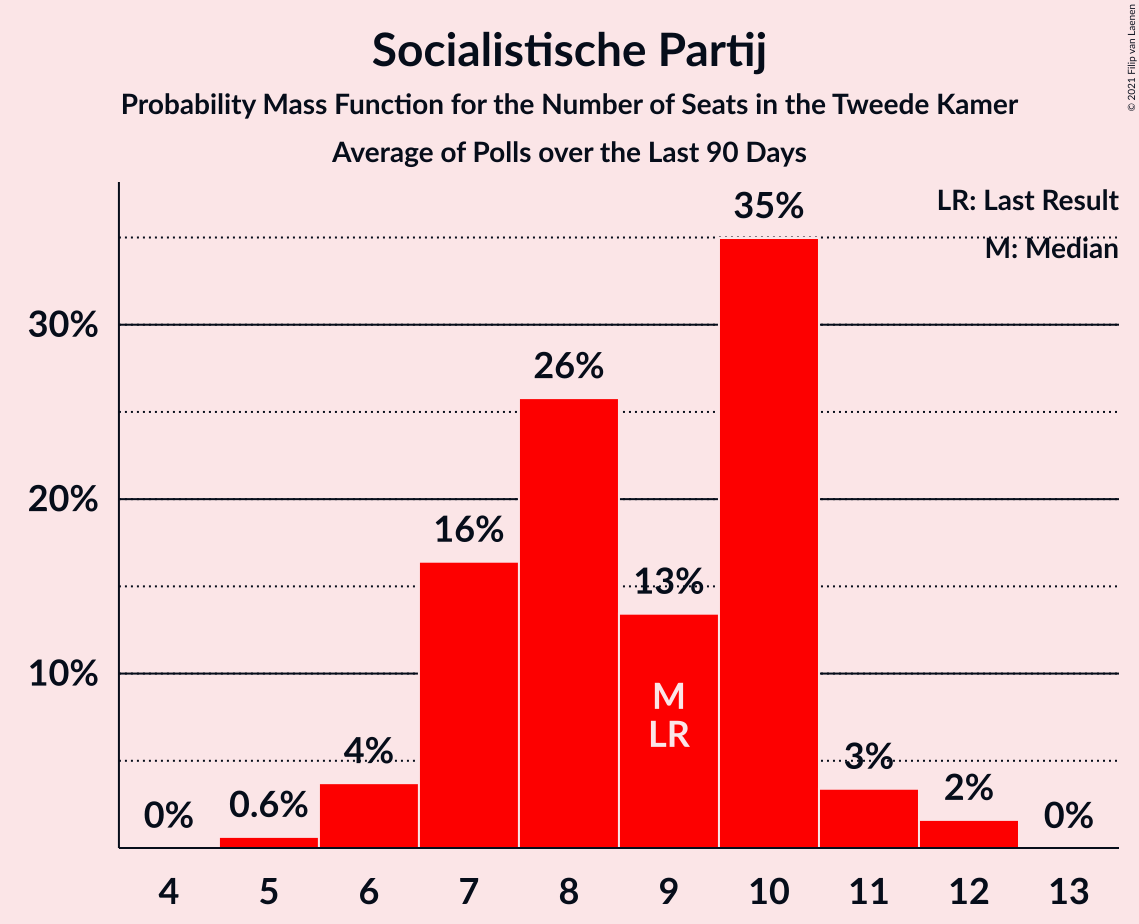 Socialistische Partij
Probability Mass Function for the Number of Seats in the Tweede Kamer
Average of Polls over the Last 90 Days
© 2021 Filip van Laenen
LR: Last Result
M: Median
30%
20%
10%
0%
0.6%
4%
16%
26%
13%
35%
3%
2%
0%
M
LR
4 5 6 7 8 9 10 11 12 13